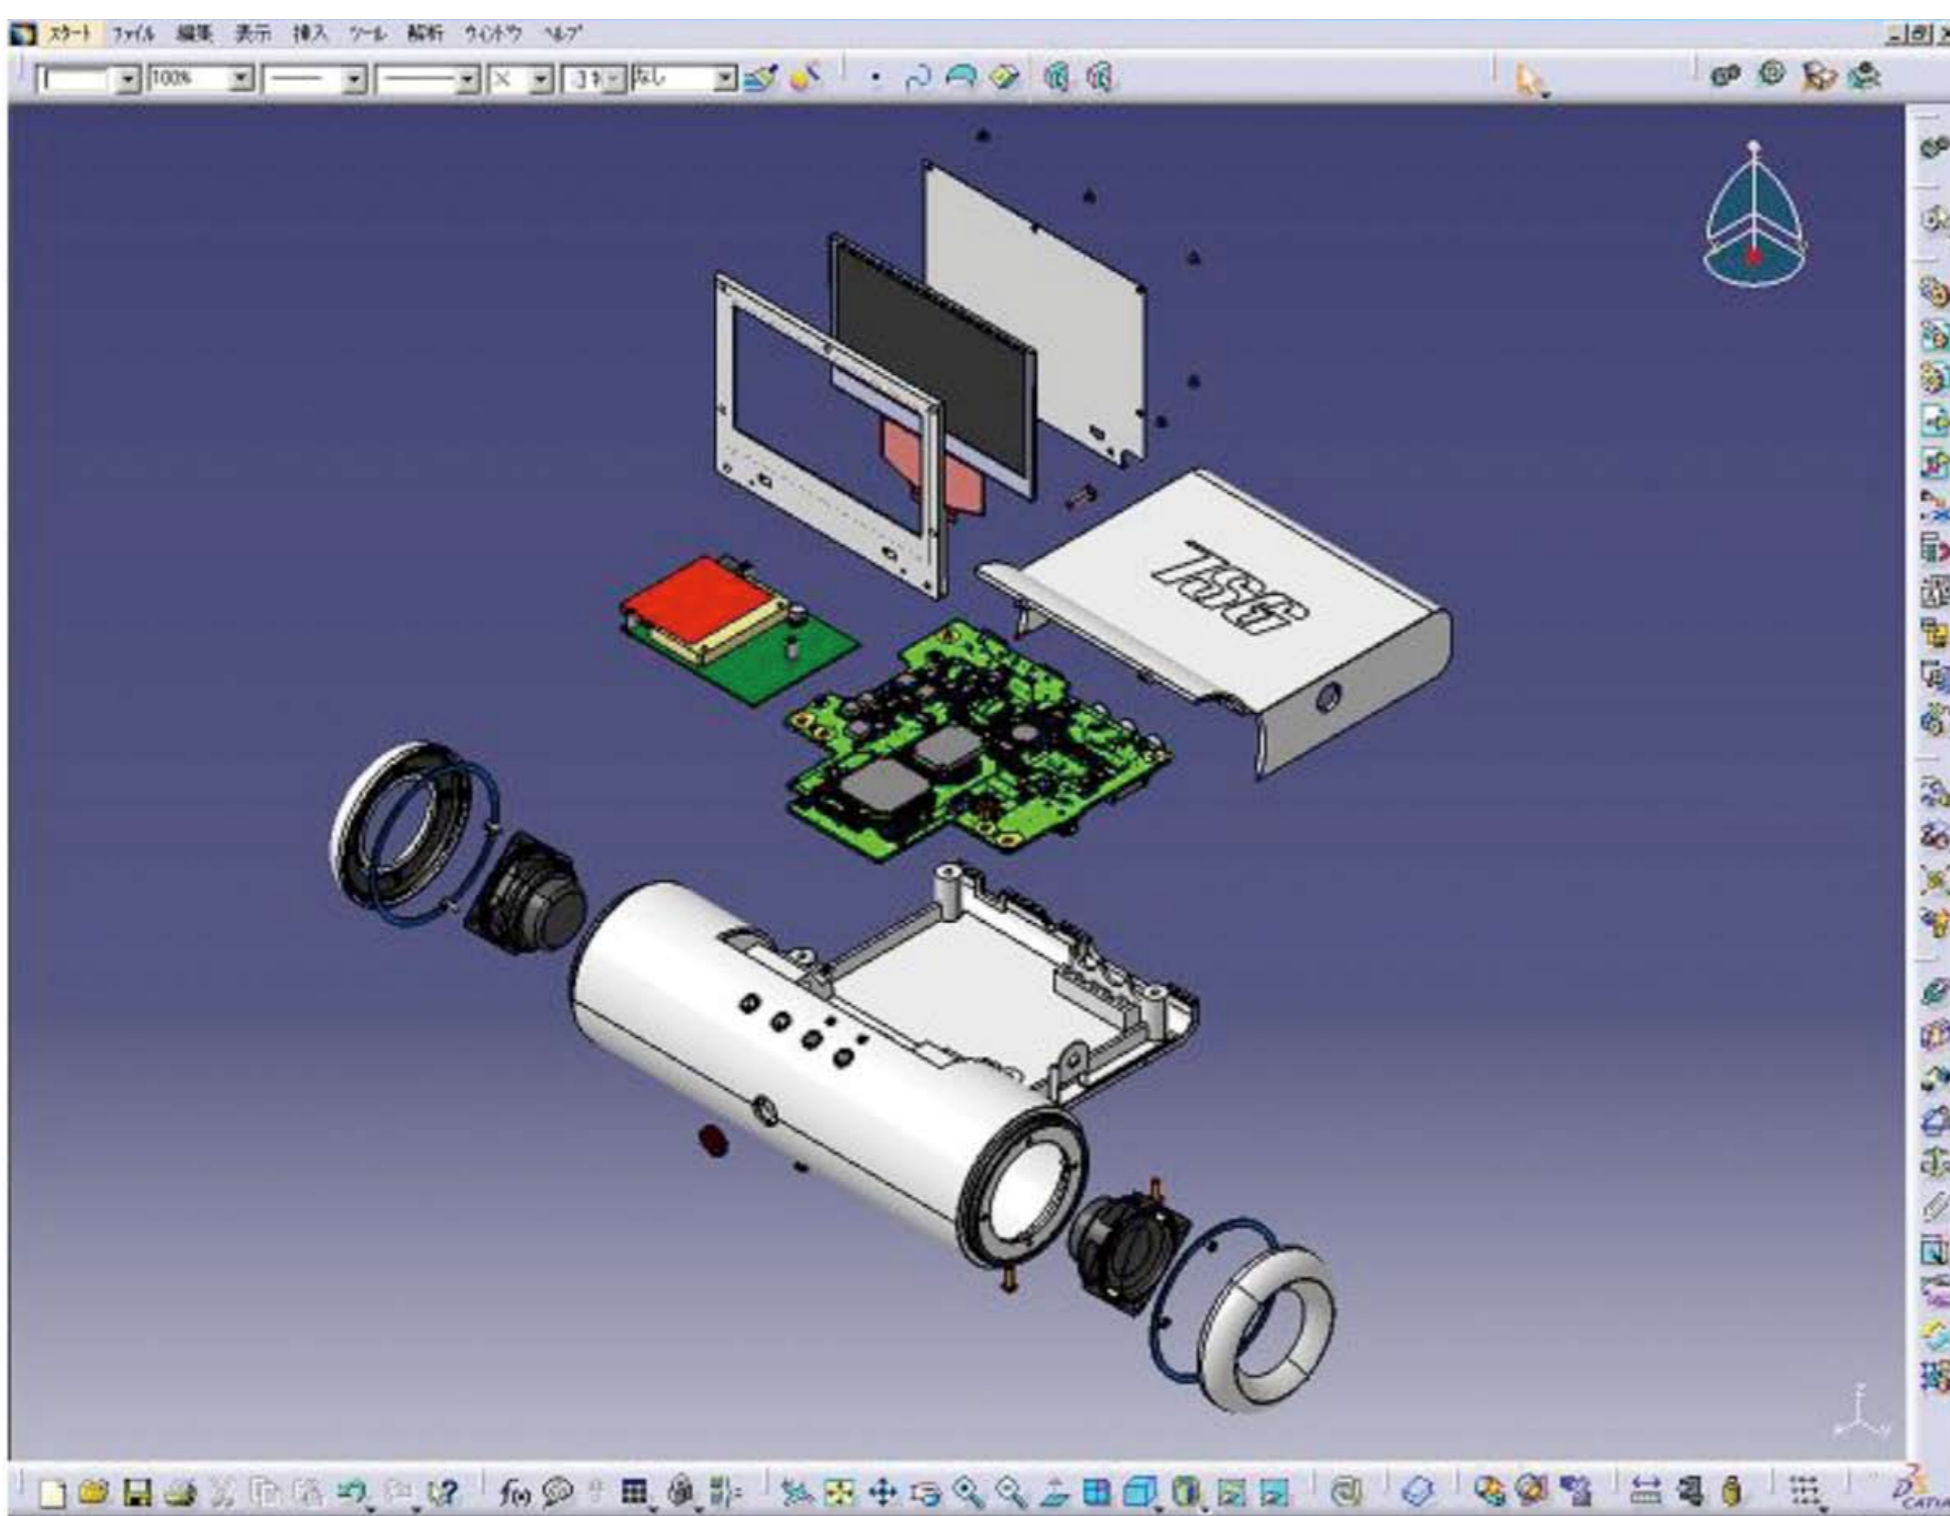 スタート ファイル 編集 表示 挿入 ツール 解析 ウィンドウ ヘルプ
100% なし
TSG
f(x)
CATIA